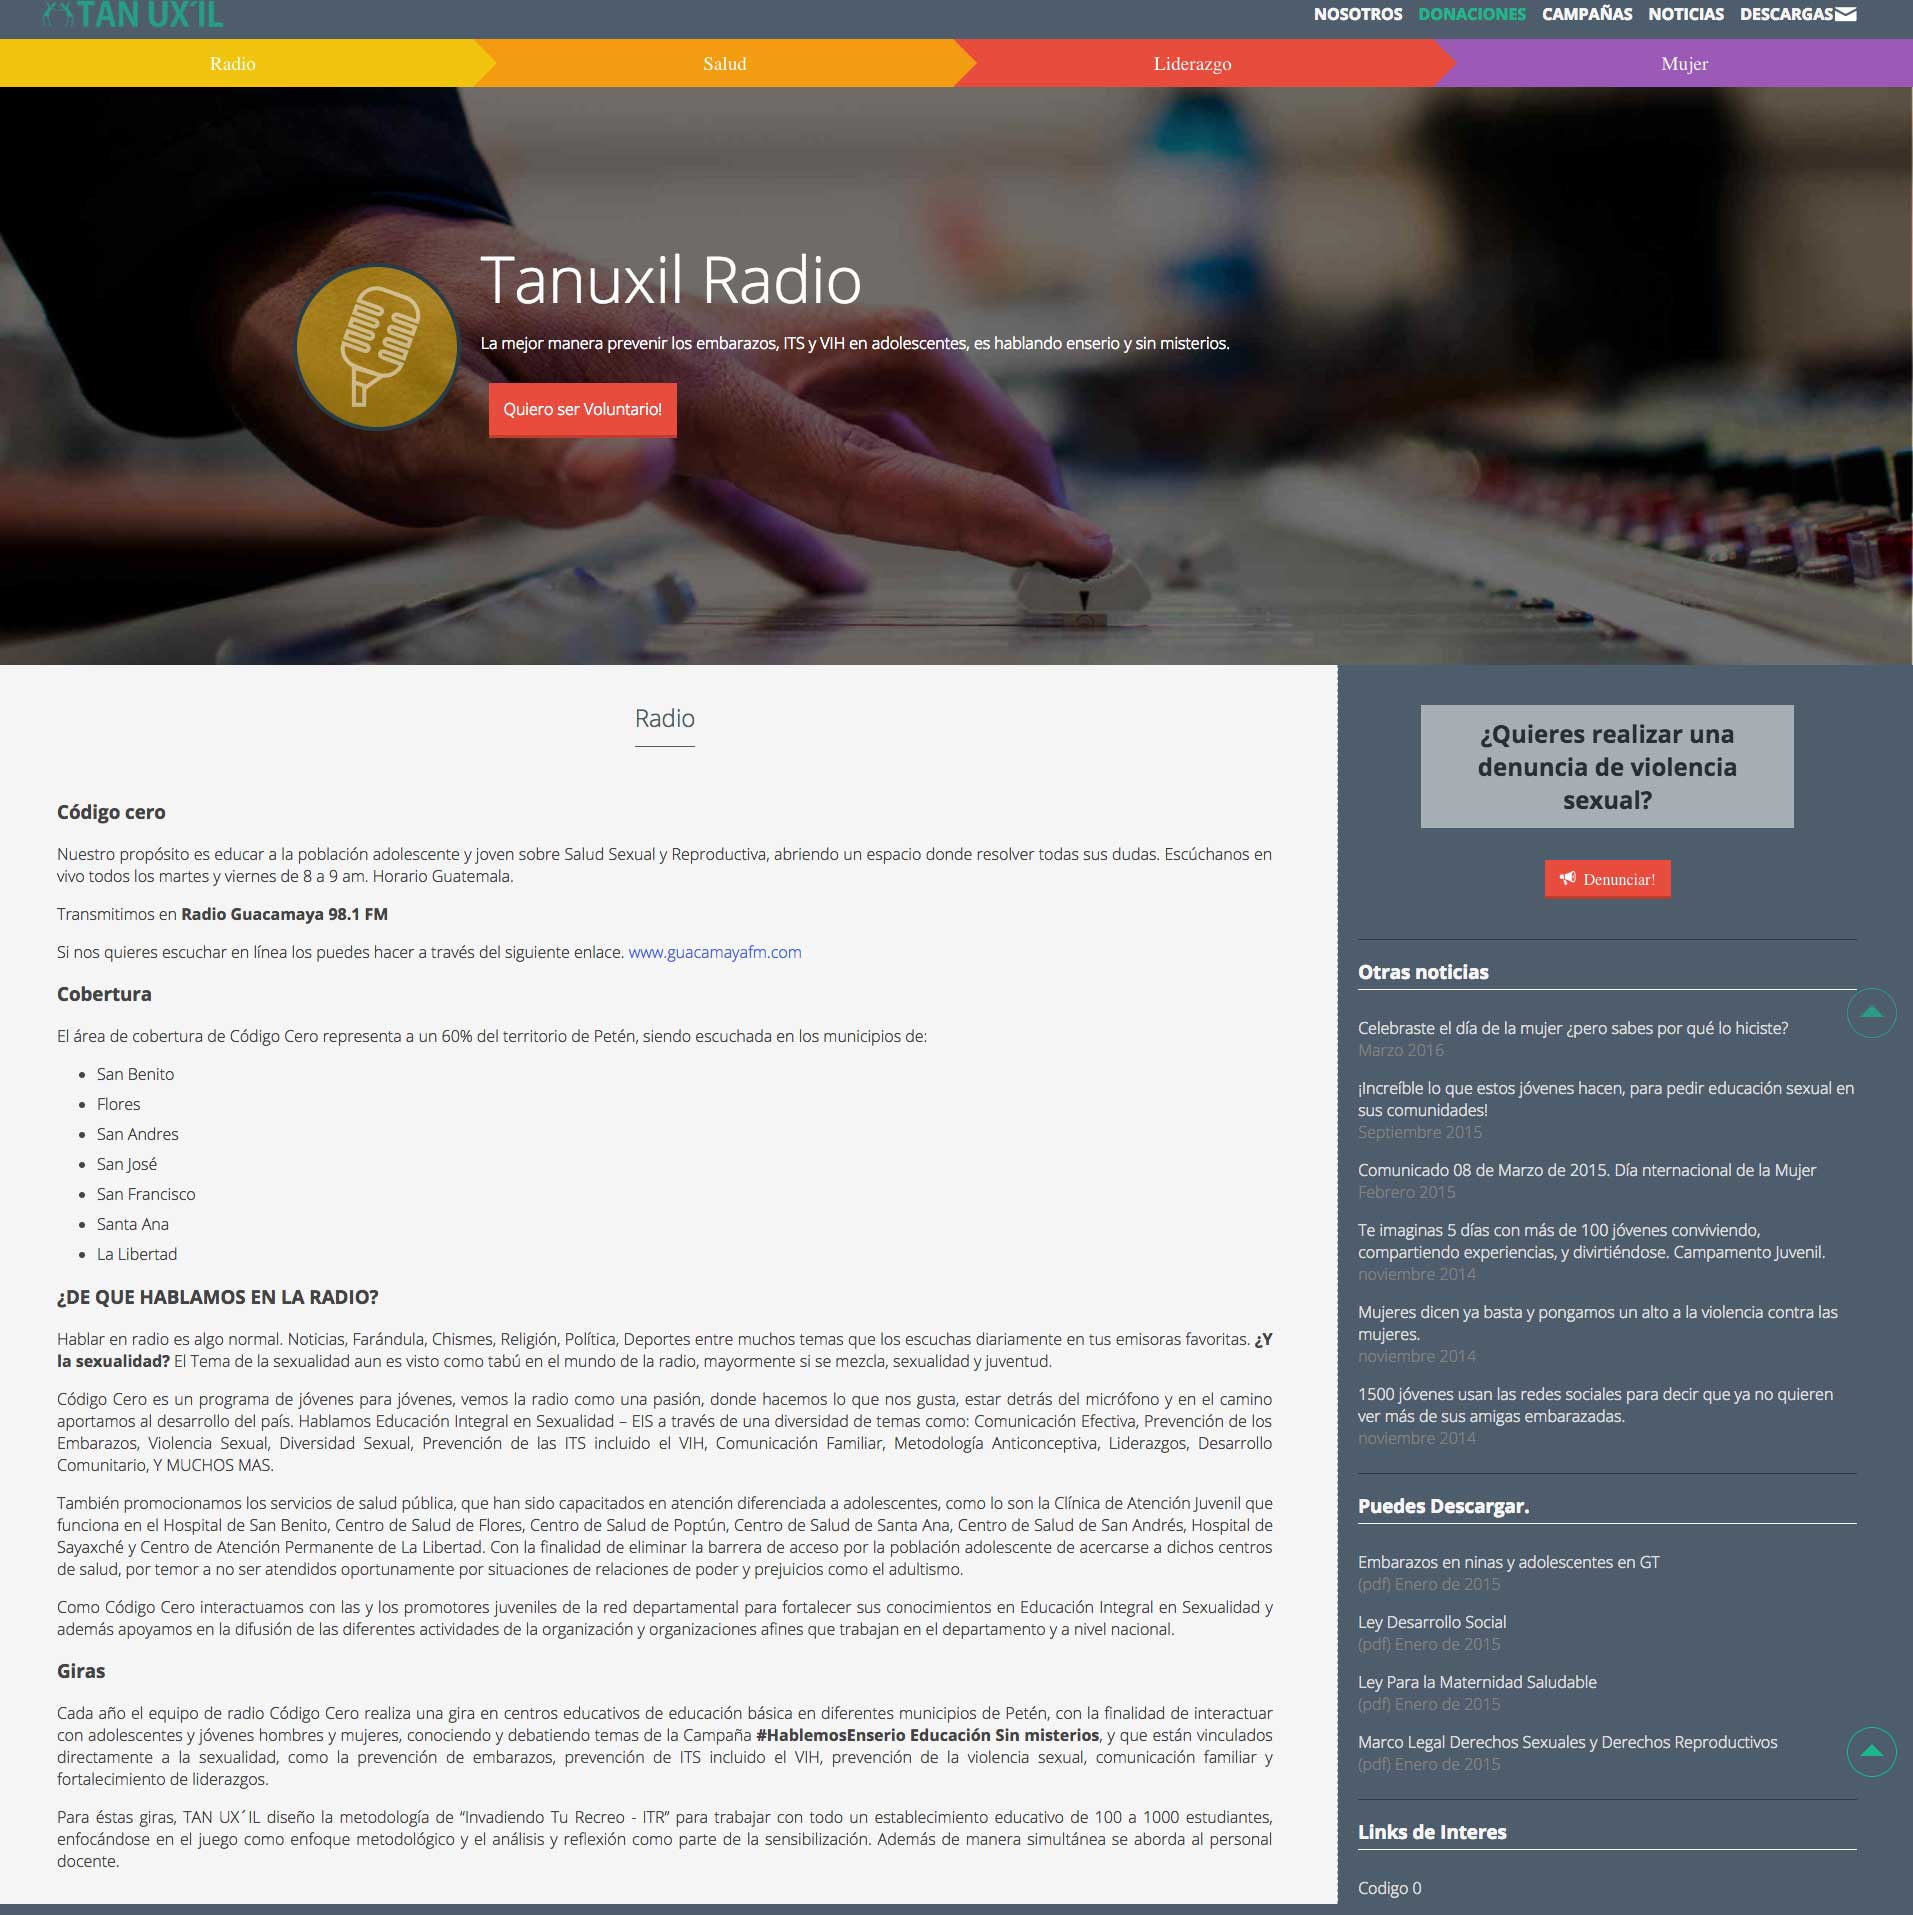 TAN UX´IL
NOSOTROS DONACIONES CAMPAÑAS NOTICIAS DESCARGAS
Radio
Salud
Liderazgo
Mujer
Tanuxil Radio
La mejor manera prevenir los embarazos, ITS y VIH en adolescentes, es hablando enserio y sin misterios.
Quiero ser Voluntario!
Radio
Código cero
Nuestro propósito es educar a la población adolescente y joven sobre Salud Sexual y Reproductiva, abriendo un espacio donde resolver todas sus dudas. Escúchanos en
vivo todos los martes y viernes de 8 a 9 am. Horario Guatemala.
Transmitimos en Radio Guacamaya 98.1 FM
Si nos quieres escuchar en línea los puedes hacer a través del siguiente enlace. www.guacamayafm.com
Cobertura
El área de cobertura de Código Cero representa a un 60% del territorio de Petén, siendo escuchada en los municipios de:
• San Benito
• Flores
• San Andres
• San José
• San Francisco
• Santa Ana
• La Libertad
¿DE QUE HABLAMOS EN LA RADIO?
Hablar en radio es algo normal. Noticias, Farándula, Chismes, Religión, Política, Deportes entre muchos temas que los escuchas diariamente en tus emisoras favoritas. ¿Y
la sexualidad? El Tema de la sexualidad aun es visto como tabú en el mundo de la radio, mayormente si se mezcla, sexualidad y juventud.
Código Cero es un programa de jóvenes para jóvenes, vemos la radio como una pasión, donde hacemos lo que nos gusta, estar detrás del micrófono y en el camino
aportamos al desarrollo del país. Hablamos Educación Integral en Sexualidad – EIS a través de una diversidad de temas como: Comunicación Efectiva, Prevención de los
Embarazos, Violencia Sexual, Diversidad Sexual, Prevención de las ITS incluido el VIH, Comunicación Familiar, Metodología Anticonceptiva, Liderazgos, Desarrollo
Comunitario, Y MUCHOS MAS.
También promocionamos los servicios de salud pública, que han sido capacitados en atención diferenciada a adolescentes, como lo son la Clínica de Atención Juvenil que
funciona en el Hospital de San Benito, Centro de Salud de Flores, Centro de Salud de Poptún, Centro de Salud de Santa Ana, Centro de Salud de San Andrés, Hospital de
Sayaxché y Centro de Atención Permanente de La Libertad. Con la finalidad de eliminar la barrera de acceso por la población adolescente de acercarse a dichos centros
de salud, por temor a no ser atendidos oportunamente por situaciones de relaciones de poder y prejuicios como el adultismo.
Como Código Cero interactuamos con las y los promotores juveniles de la red departamental para fortalecer sus conocimientos en Educación Integral en Sexualidad y
además apoyamos en la difusión de las diferentes actividades de la organización y organizaciones afines que trabajan en el departamento y a nivel nacional.
Giras
Cada año el equipo de radio Código Cero realiza una gira en centros educativos de educación básica en diferentes municipios de Petén, con la finalidad de interactuar
con adolescentes y jóvenes hombres y mujeres, conociendo y debatiendo temas de la Campaña #HablemosEnserio Educación Sin misterios, y que están vinculados
directamente a la sexualidad, como la prevención de embarazos, prevención de ITS incluido el VIH, prevención de la violencia sexual, comunicación familiar y
fortalecimiento de liderazgos.
Para éstas giras, TAN UX´IL diseño la metodología de “Invadiendo Tu Recreo - ITR” para trabajar con todo un establecimiento educativo de 100 a 1000 estudiantes,
enfocándose en el juego como enfoque metodológico y el análisis y reflexión como parte de la sensibilización. Además de manera simultánea se aborda al personal
docente.
¿Quieres realizar una
denuncia de violencia
sexual?
Denunciar!
Otras noticias
Celebraste el día de la mujer ¿pero sabes por qué lo hiciste?
Marzo 2016
¡Increíble lo que estos jóvenes hacen, para pedir educación sexual en
sus comunidades!
Septiembre 2015
Comunicado 08 de Marzo de 2015. Día nternacional de la Mujer
Febrero 2015
Te imaginas 5 días con más de 100 jóvenes conviviendo,
compartiendo experiencias, y divirtiéndose. Campamento Juvenil.
noviembre 2014
Mujeres dicen ya basta y pongamos un alto a la violencia contra las
mujeres.
noviembre 2014
1500 jóvenes usan las redes sociales para decir que ya no quieren
ver más de sus amigas embarazadas.
noviembre 2014
Puedes Descargar.
Embarazos en ninas y adolescentes en GT
(pdf) Enero de 2015
Ley Desarrollo Social
(pdf) Enero de 2015
Ley Para la Maternidad Saludable
(pdf) Enero de 2015
Marco Legal Derechos Sexuales y Derechos Reproductivos
(pdf) Enero de 2015
Links de Interes
Codigo 0